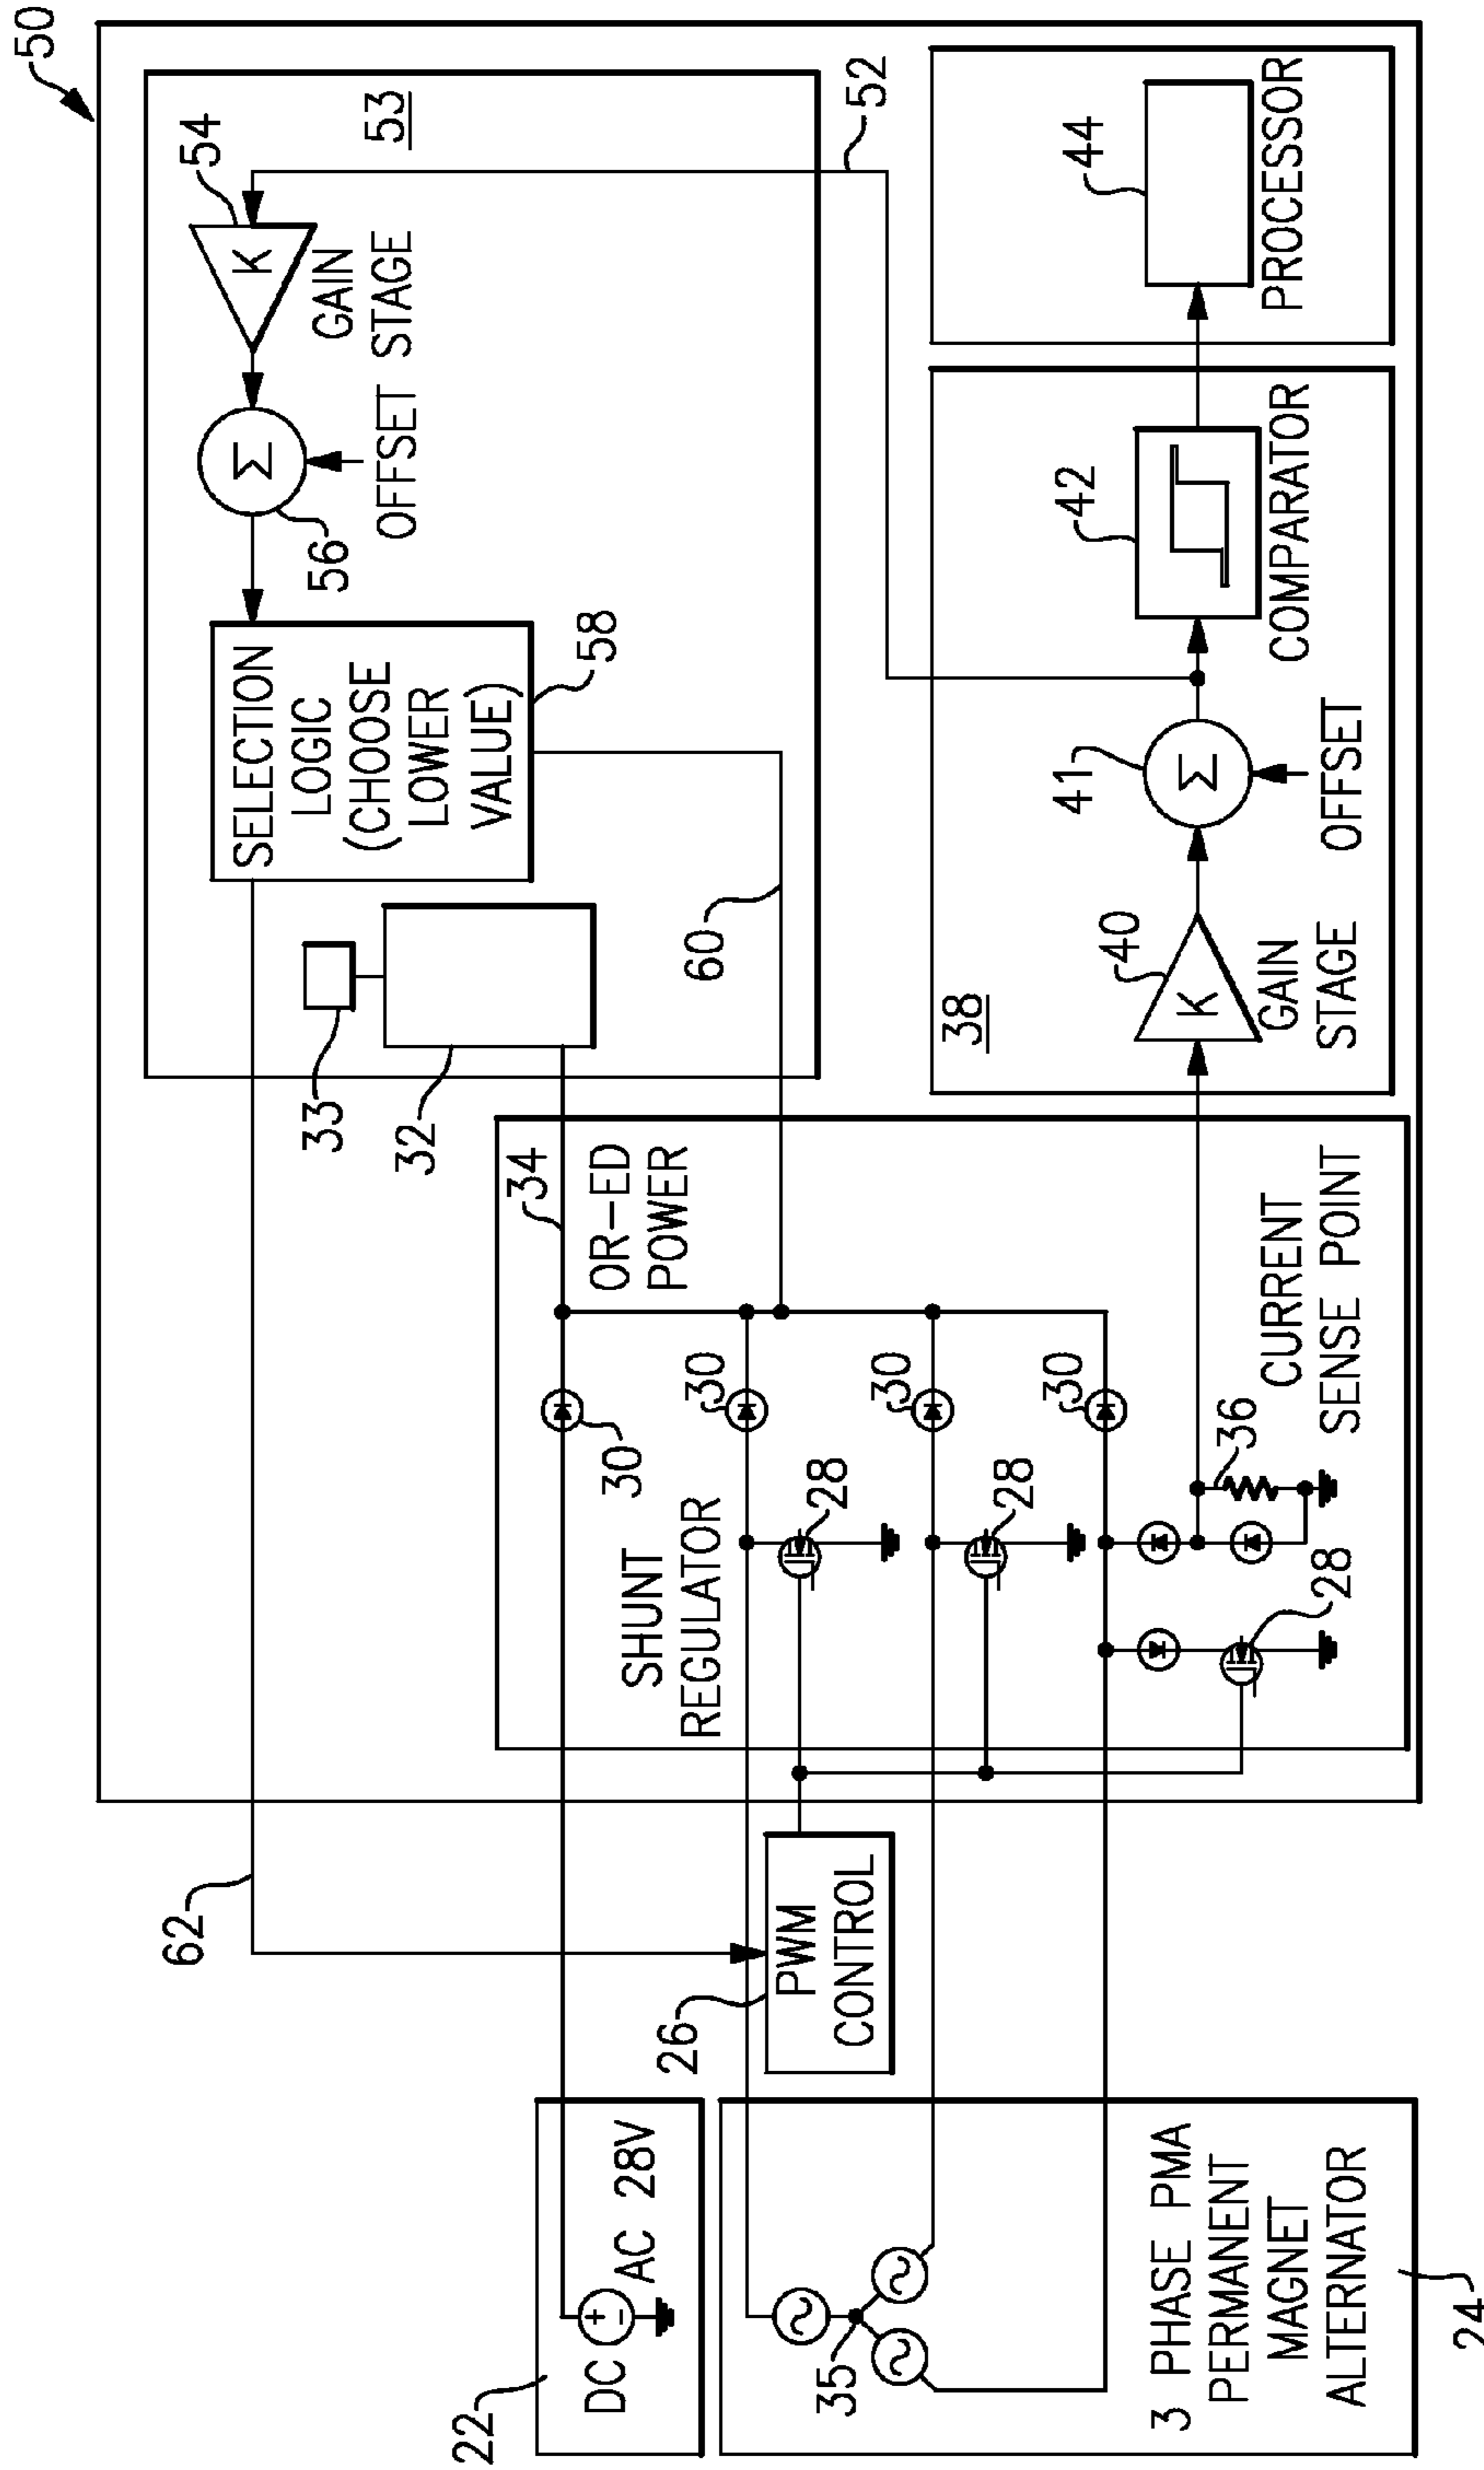 50
53
54
K
GAIN
STAGE
Σ
OFFSET
56
SELECTION
LOGIC
(CHOOSE
LOWER
VALUE)
58
60
62
33
32
52
44
PROCESSOR
42
COMPARATOR
41
Σ
OFFSET
40
K
GAIN
STAGE
38
34
OR-ED
POWER
30
30
30
30
SHUNT
REGULATOR
28
28
28
36
CURRENT
SENSE POINT
26
PWM
CONTROL
22
DC
+
-
AC 28V
35
3 PHASE PMA
PERMANENT
MAGNET
ALTERNATOR
24